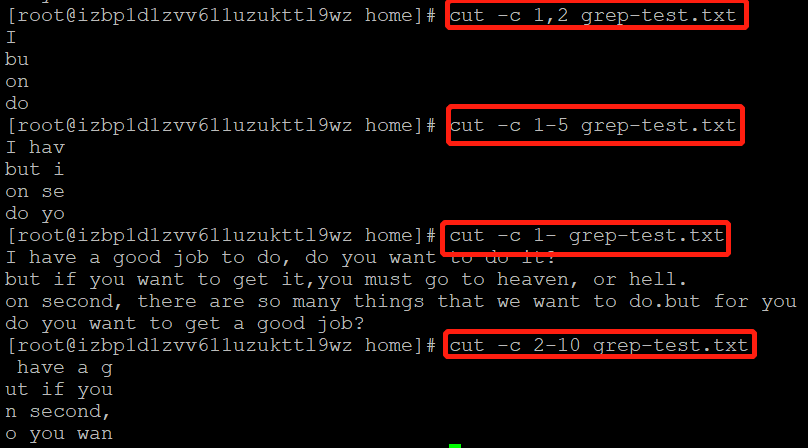 [root@izbp1d1zvv611uzukttl9wz home]# cut -c 1,2 grep-test.txt
I
bu
on
do
[root@izbp1d1zvv611uzukttl9wz home]# cut -c 1-5 grep-test.txt
I hav
but i
on se
do yo
[root@izbp1d1zvv611uzukttl9wz home]# cut -c 1- grep-test.txt
I have a good job to do, do you want to do it?
but if you want to get it,you must go to heaven, or hell.
on second, there are so many things that we want to do.but for you
do you want to get a good job?
[root@izbp1d1zvv611uzukttl9wz home]# cut -c 2-10 grep-test.txt
 have a g
ut if you
n second,
o you wan